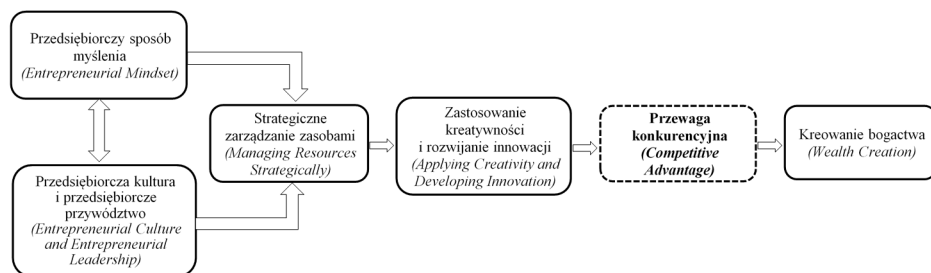 Przedsiębiorczy sposób
myślenia
(Entrepreneurial Mindset)
Przedsiębiorcza kultura
i przedsiębiorcze
przywództwo
(Entrepreneurial Culture
and Entrepreneurial
Leadership)
Strategiczne
zarządzanie zasobami
(Managing Resources
Strategically)
Zastosowanie
kreatywności
i rozwijanie innowacji
(Applying Creativity and
Developing Innovation)
Przewaga
konkurencyjna
(Competitive
Advantage)
Kreowanie bogactwa
(Wealth Creation)